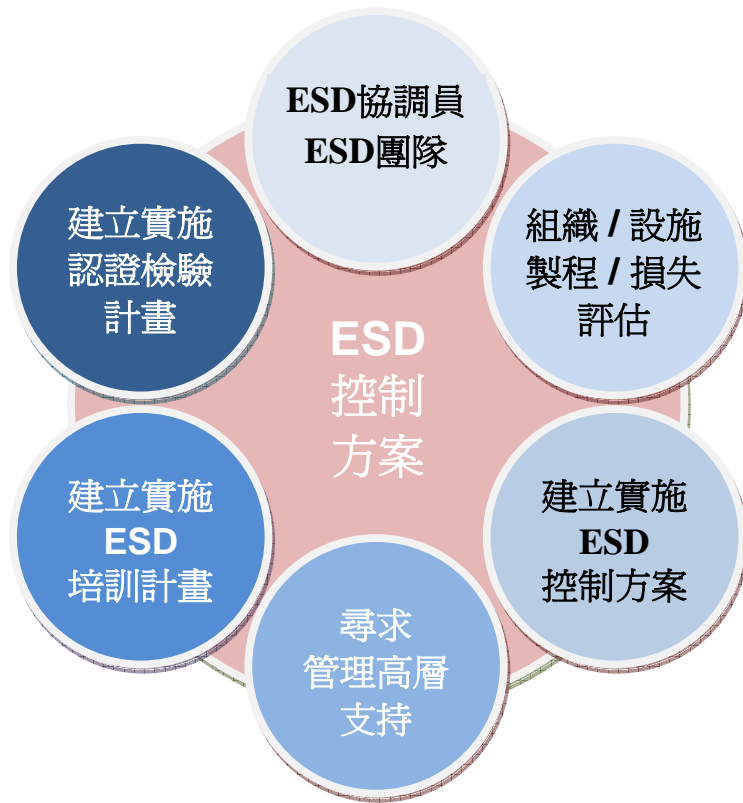 ESD協調員
ESD團隊
組織 / 設施
製程 / 損失
評估
建立實施
ESD
控制方案
尋求
管理高層
支持
建立實施
ESD
培訓計畫
建立實施
認證檢驗
計畫
ESD
控制
方案